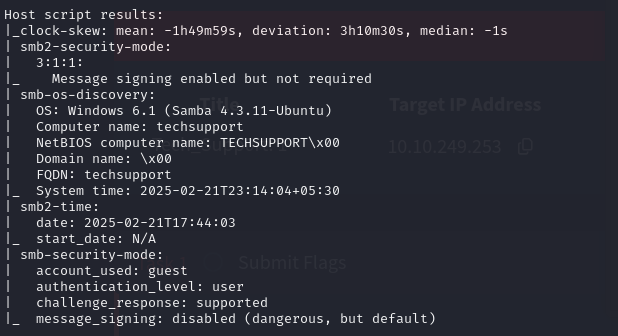 Host script results:
|_clock-skew: mean: -1h49m59s, deviation: 3h10m30s, median: -1s
| smb2-security-mode:
|   3:1:1:
|_    Message signing enabled but not required
| smb-os-discovery:
|   OS: Windows 6.1 (Samba 4.3.11-Ubuntu)
|   Computer name: techsupport
|   NetBIOS computer name: TECHSUPPORT\x00
|   Domain name: \x00
|   FQDN: techsupport
|_  System time: 2025-02-21T23:14:04+05:30
| smb2-time:
|   date: 2025-02-21T17:44:03
|_  start_date: N/A
| smb-security-mode:
|   account_used: guest
|   authentication_level: user
|   challenge_response: supported
|_  message_signing: disabled (dangerous, but default)
Title
Target IP Address
10.10.249.253
Submit Flags